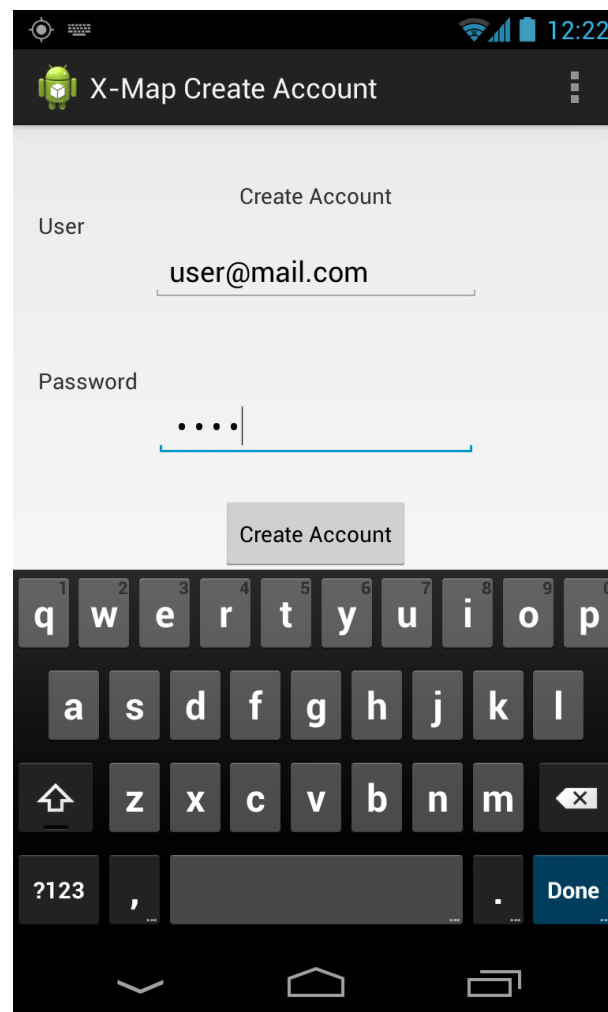 12:22
X-Map Create Account
Create Account
User
user@mail.com
Password
••••
Create Account
1 2 3 4 5 6 7 8 9 0
q w e r t y u i o p
a s d f g h j k l
z x c v b n m
?123 , ... ... . ... Done ...